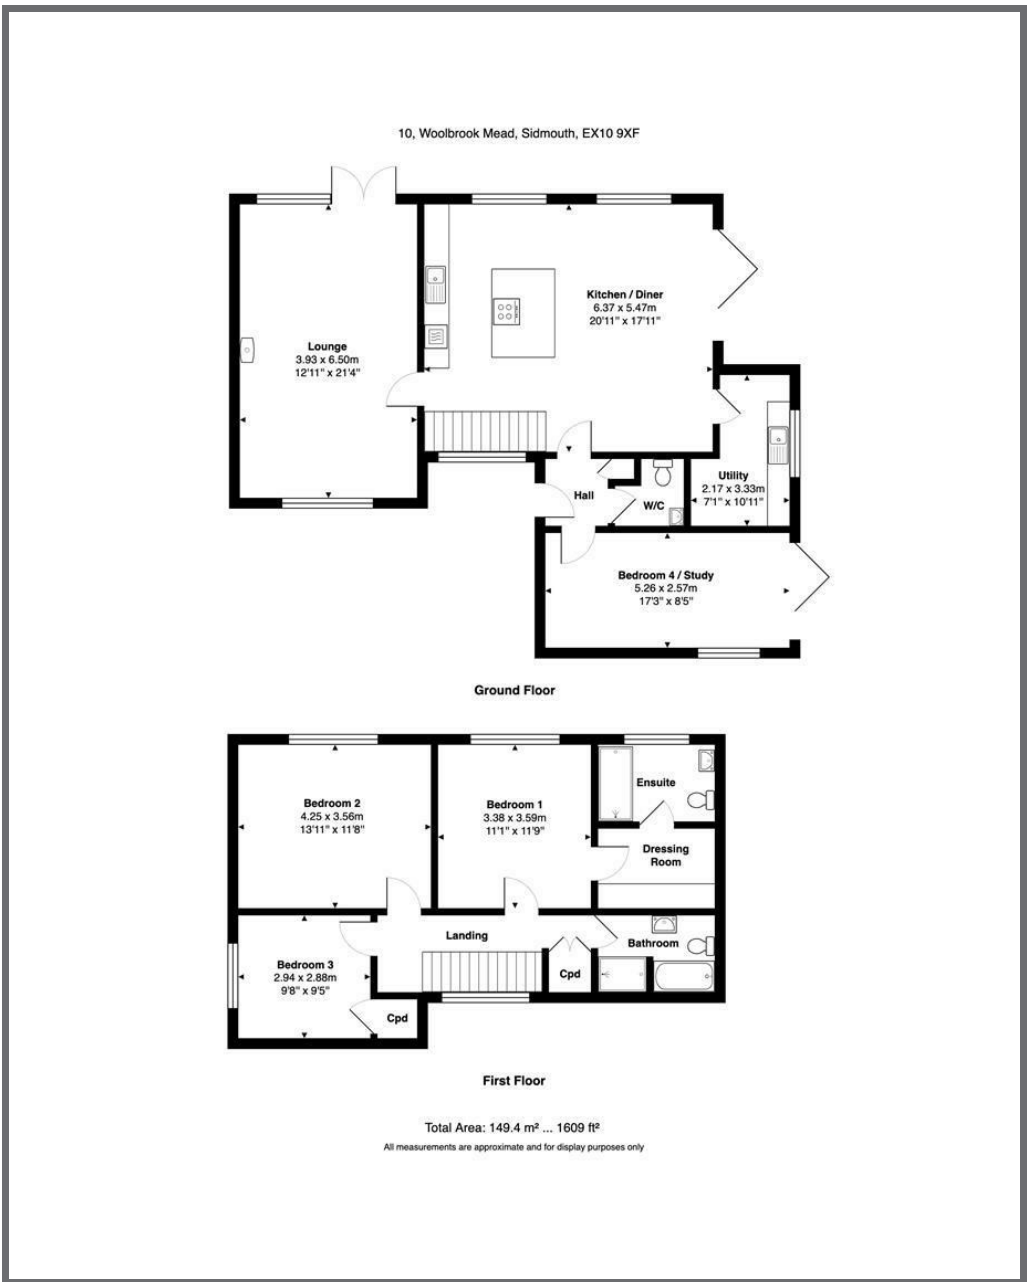 10, Woolbrook Mead, Sidmouth, EX10 9XF
Lounge
3.93 x 6.50m
12'11" x 21'4"
Kitchen / Diner
6.37 x 5.47m
20'11" x 17'11"
Utility
2.17 x 3.33m
7'1" x 10'11"
Hall
W/C
Bedroom 4 / Study
5.26 x 2.57m
17'3" x 8'5"
Ground Floor
Bedroom 2
4.25 x 3.56m
13'11" x 11'8"
Bedroom 1
3.38 x 3.59m
11'1" x 11'9"
Ensuite
Dressing
Room
Landing
Bathroom
Cpd
Bedroom 3
2.94 x 2.88m
9'8" x 9'5"
Cpd
First Floor
Total Area: 149.4 m² ... 1609 ft²
All measurements are approximate and for display purposes only